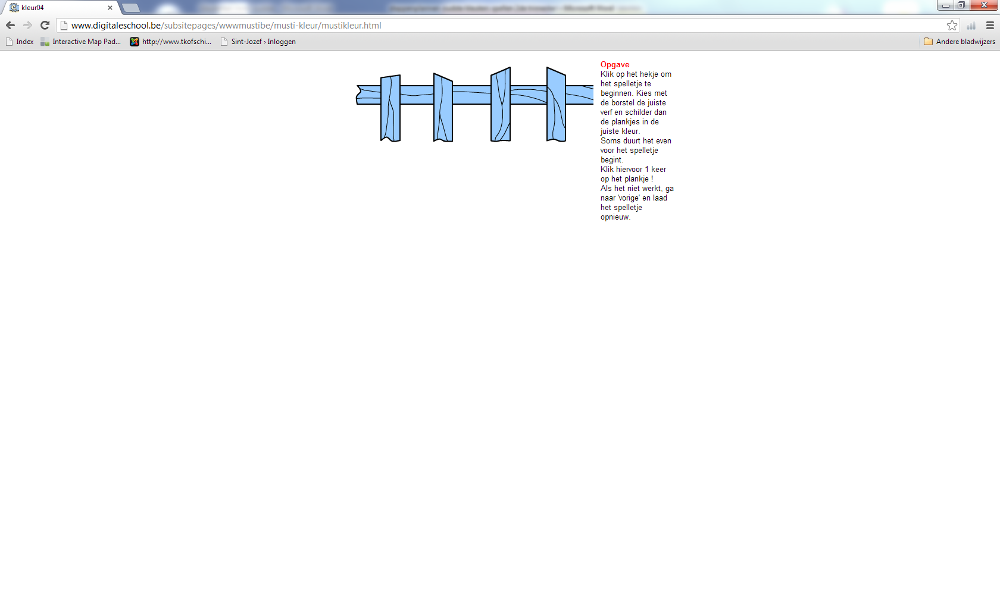 kleur04
www.digitaleschool.be/subsitepages/wwwmustibe/musti-kleur/mustikleur.html
Index
Interactive Map Pad...
http://www.tkofschi...
Sint-Jozef › Inloggen
Andere bladwijzers
Opgave
Klik op het hekje om
het spelletje te
beginnen. Kies met
de borstel de juiste
verf en schilder dan
de plankjes in de
juiste kleur.
Soms duurt het even
voor het spelletje
begint.
Klik hiervoor 1 keer
op het plankje !
Als het niet werkt, ga
naar 'vorige' en laad
het spelletje
opnieuw.